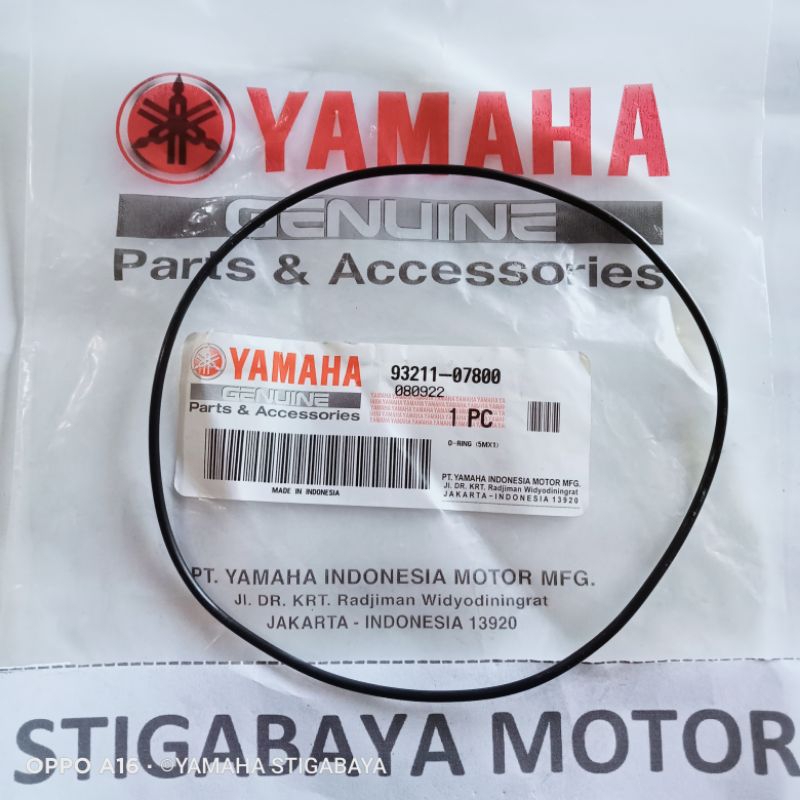 YAMAHA
GENUINE
Parts & Accessories
YAMAHA
GENUINE
Parts & Accessories
93211-07800
080922
1 PC
O-RING (5MX1)
MADE IN INDONESIA
PT. YAMAHA INDONESIA MOTOR MFG.
Jl. DR. KRT. Radjiman Widyodiningrat
JAKARTA - INDONESIA 13920
PT. YAMAHA INDONESIA MOTOR MFG.
Jl. DR. KRT. Radjiman Widyodiningrat
JAKARTA - INDONESIA 13920
STIGABAYA MOTOR
OPPO A16 · ©YAMAHA STIGABAYA